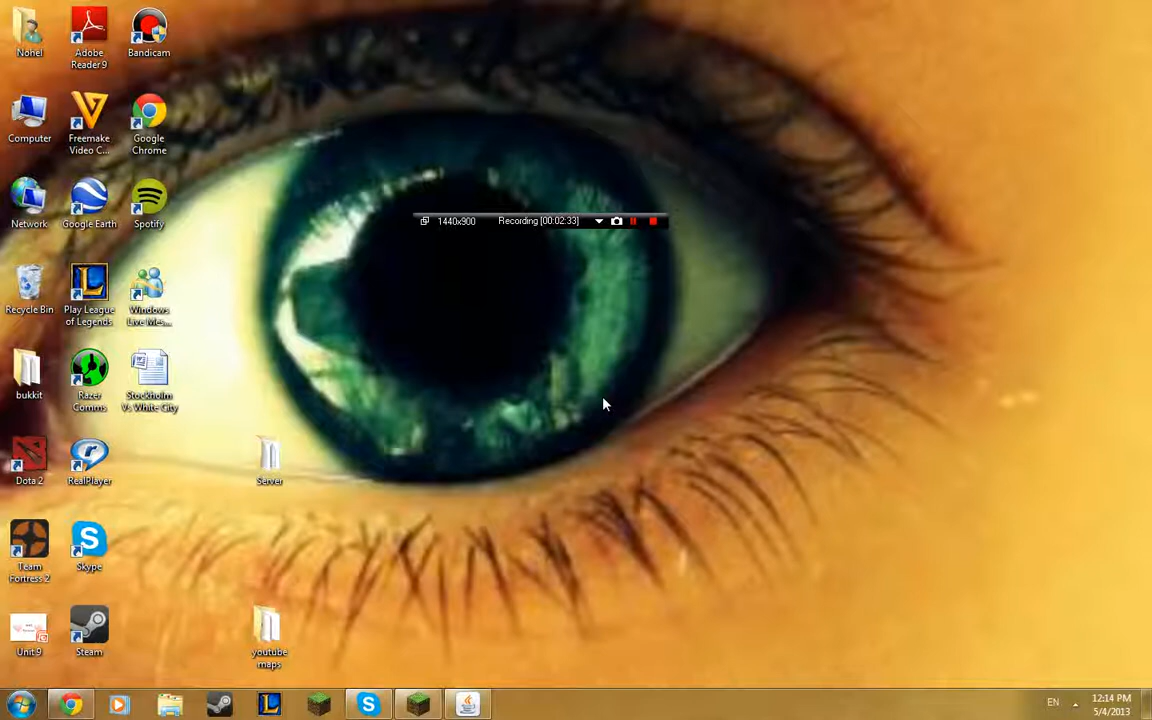 Nohel
Adobe
Reader 9
Bandicam
Computer
Freemake
Video C...
Google
Chrome
Network
Google Earth
Spotify
1440x900
Recording [00:02:33]
Recycle Bin
Play League
of Legends
Windows
Live Mes...
bukkit
Razer
Comms
Stockholm
Vs White City
Dota 2
RealPlayer
Server
Team
Fortress 2
Skype
Unit 9
Steam
youtube
maps
EN
12:14 PM
5/4/2013